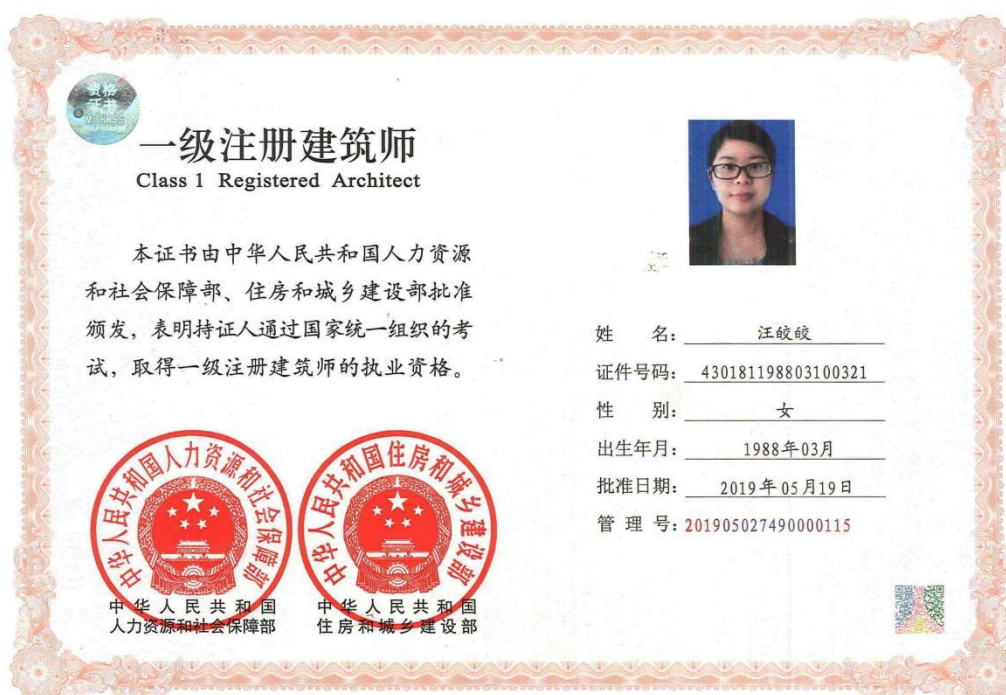 资格
证书
MOHRSS
一级注册建筑师
Class 1 Registered Architect
本证书由中华人民共和国人力资源
和社会保障部、住房和城乡建设部批准
颁发，表明持证人通过国家统一组织的考
试，取得一级注册建筑师的执业资格。
姓 名：汪皎皎
证件号码：430181198803100321
性 别：女
出生年月：1988年03月
批准日期：2019年05月19日
管 理 号：201905027490000115
中华人民共和国人力资源和社会保障部
中华人民共和国住房和城乡建设部
中华人民共和国
人力资源和社会保障部
中华人民共和国
住房和城乡建设部